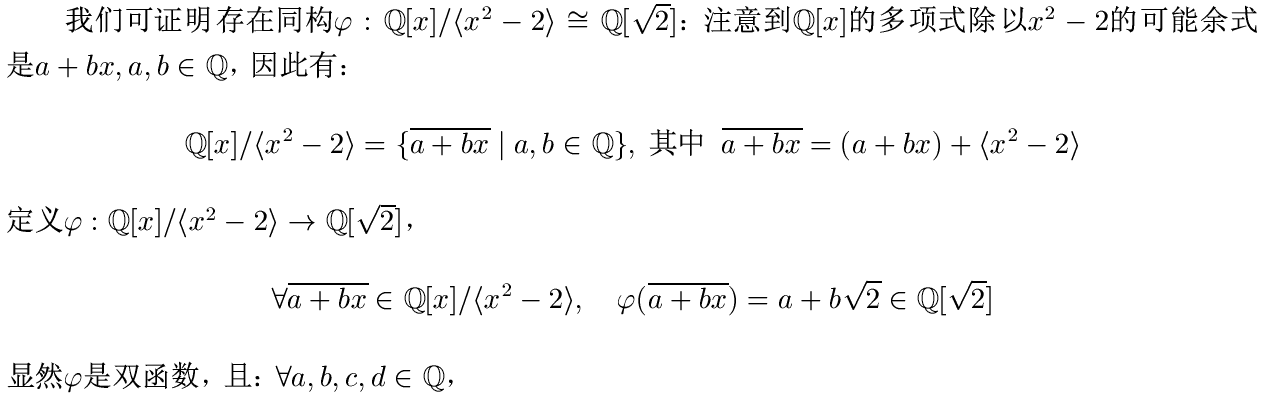 我们可证明存在同构φ : ℚ[x]/⟨x² − 2⟩ ≅ ℚ[√2]：注意到ℚ[x]的多项式除以x² − 2的可能余式
是a + bx, a, b ∈ ℚ，因此有：
ℚ[x]/⟨x² − 2⟩ = {\overline{a + bx} | a, b ∈ ℚ}, 其中 \overline{a + bx} = (a + bx) + ⟨x² − 2⟩
定义φ : ℚ[x]/⟨x² − 2⟩ → ℚ[√2]，
∀\overline{a + bx} ∈ ℚ[x]/⟨x² − 2⟩, φ(\overline{a + bx}) = a + b√2 ∈ ℚ[√2]
显然φ是双函数，且：∀a, b, c, d ∈ ℚ，